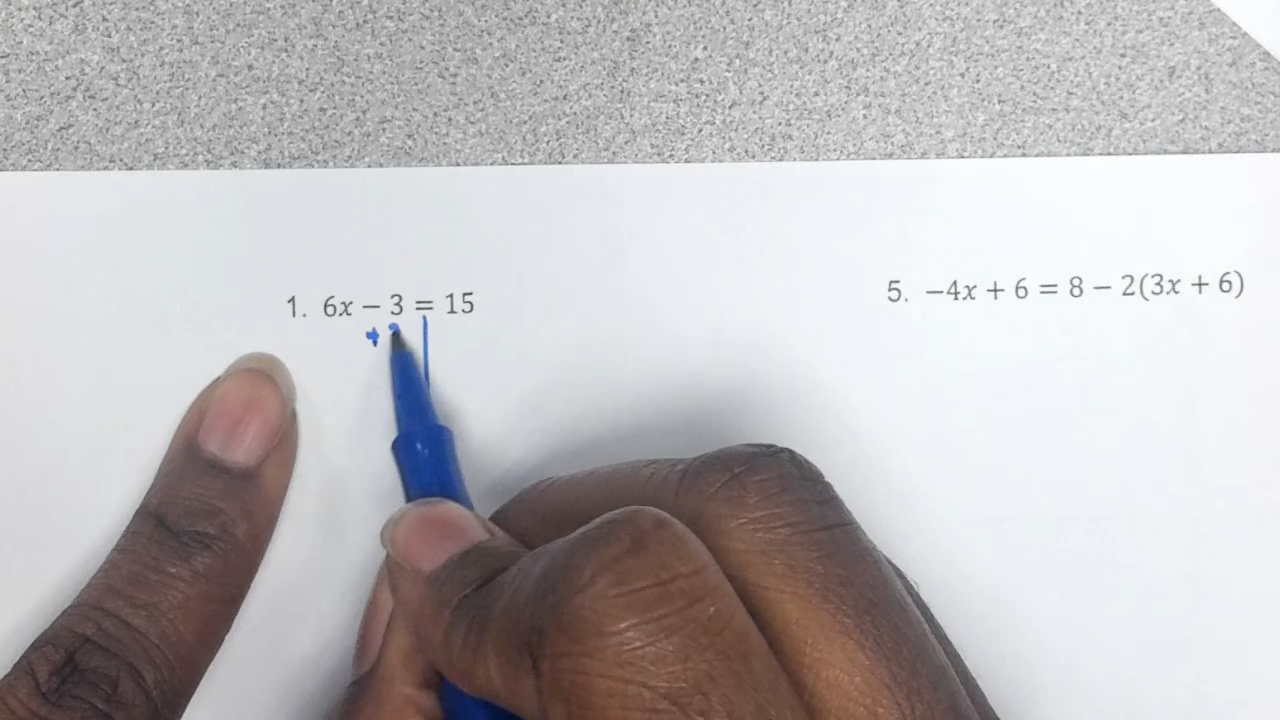 1. 6x − 3 = 15
+
5. −4x + 6 = 8 − 2(3x + 6)